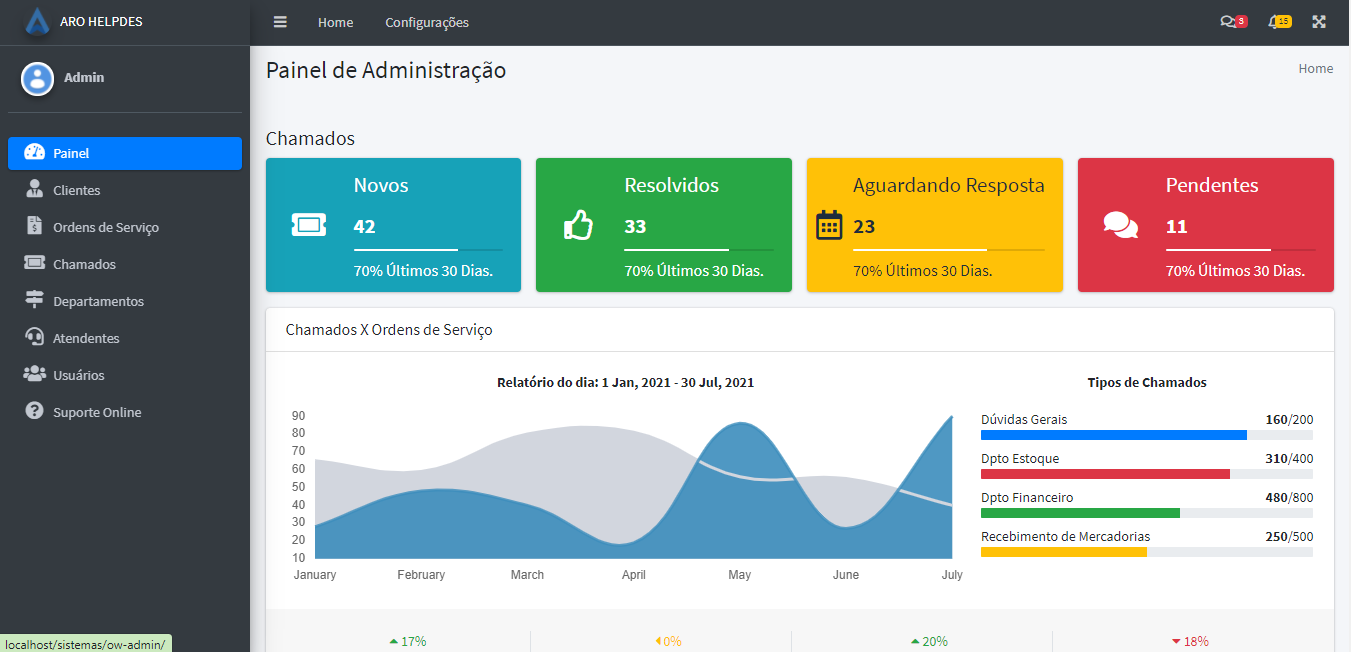 ARO HELPDES
Home Configurações
3 15
Admin
Painel
Clientes
Ordens de Serviço
Chamados
Departamentos
Atendentes
Usuários
Suporte Online
Painel de Administração
Home
Chamados
Novos
42
70% Últimos 30 Dias.
Resolvidos
33
70% Últimos 30 Dias.
Aguardando Resposta
23
70% Últimos 30 Dias.
Pendentes
11
70% Últimos 30 Dias.
Chamados X Ordens de Serviço
Relatório do dia: 1 Jan, 2021 - 30 Jul, 2021
90
80
70
60
50
40
30
20
10
January February March April May June July
Tipos de Chamados
Dúvidas Gerais 160/200
Dpto Estoque 310/400
Dpto Financeiro 480/800
Recebimento de Mercadorias 250/500
17% 0% 20% 18%
localhost/sistemas/ow-admin/